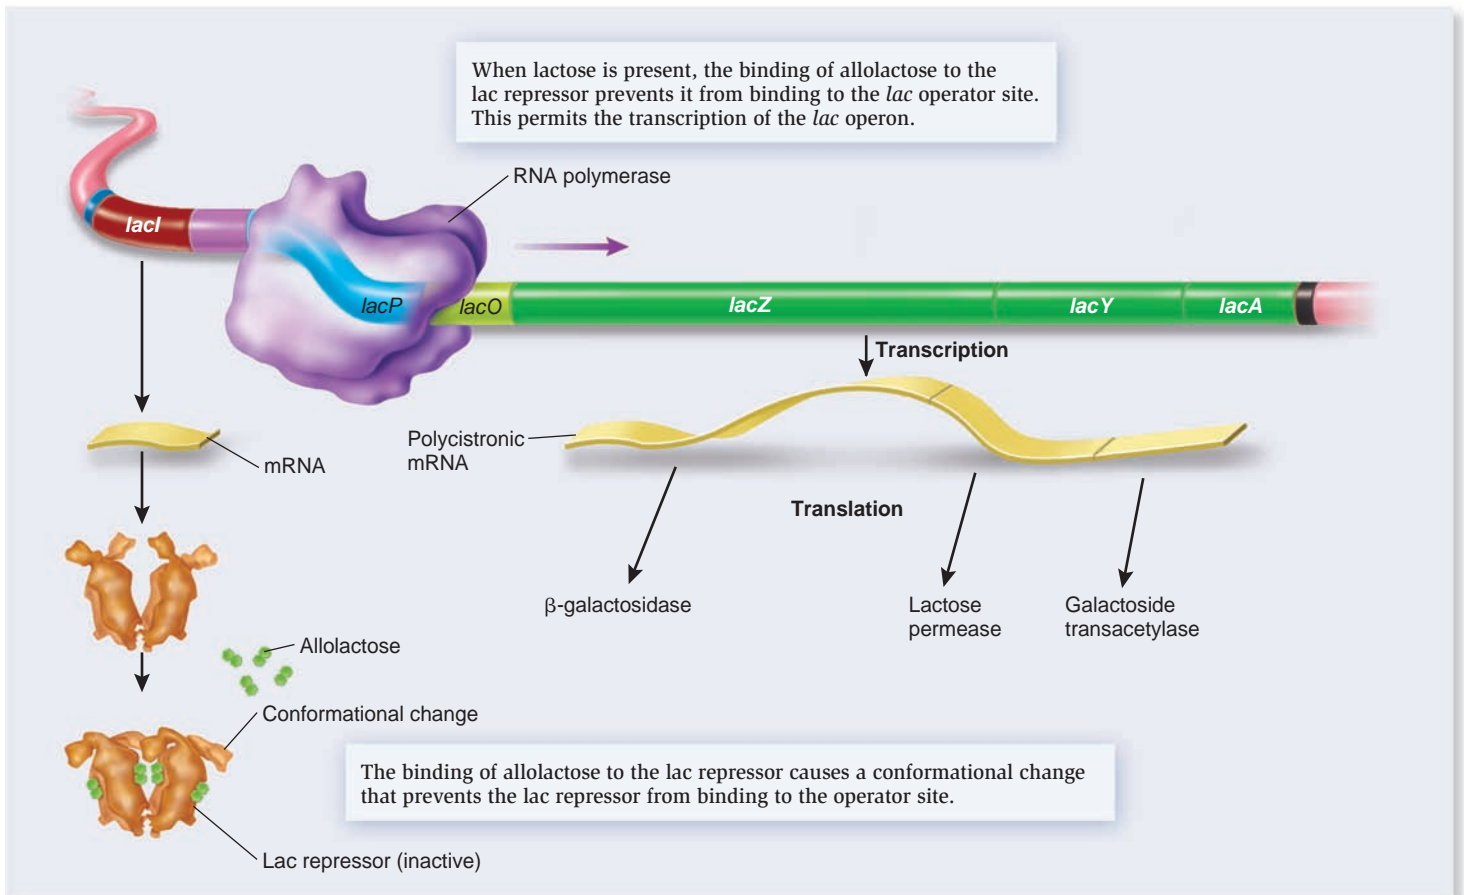 When lactose is present, the binding of allolactose to the
lac repressor prevents it from binding to the lac operator site.
This permits the transcription of the lac operon.
RNA polymerase
lacI
lacP
lacO
lacZ
lacY
lacA
Transcription
Polycistronic
mRNA
mRNA
Translation
β-galactosidase
Lactose
permease
Galactoside
transacetylase
Allolactose
Conformational change
The binding of allolactose to the lac repressor causes a conformational change
that prevents the lac repressor from binding to the operator site.
Lac repressor (inactive)